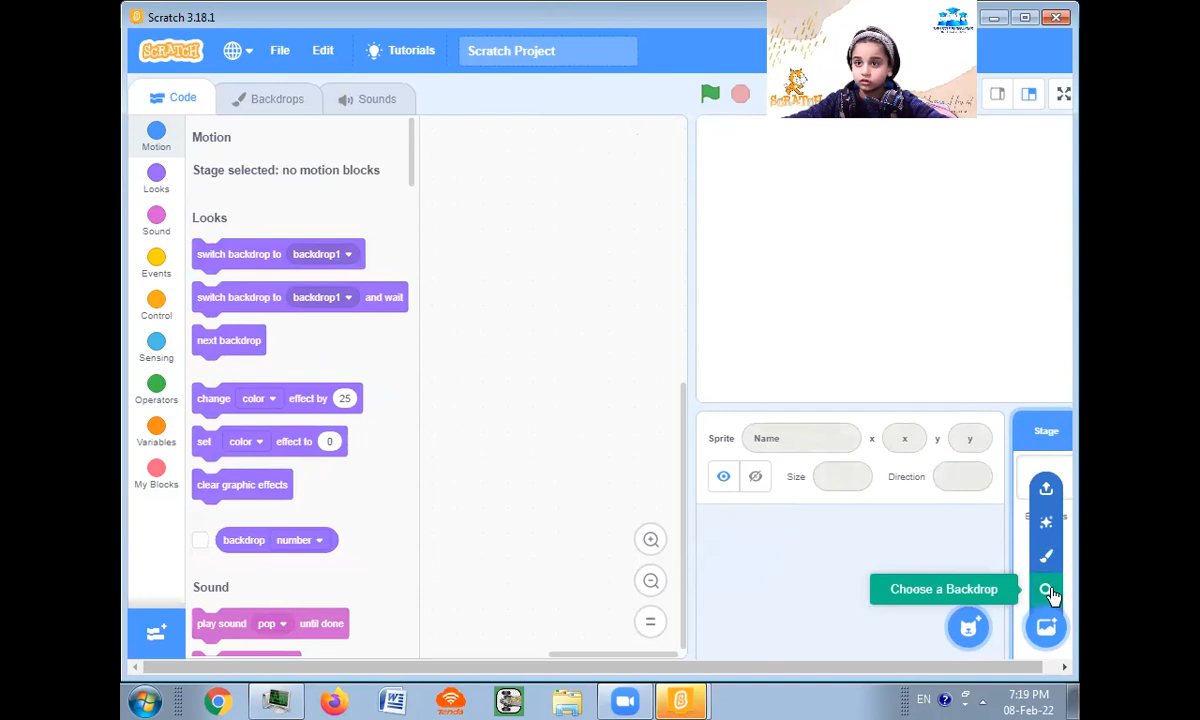 Scratch 3.18.1
SCRATCH
File
Edit
Tutorials
Scratch Project
SCRATCH
Code
Backdrops
Sounds
Motion
Looks
Sound
Events
Control
Sensing
Operators
Variables
My Blocks
Motion
Stage selected: no motion blocks
Looks
switch backdrop to backdrop1
switch backdrop to backdrop1 and wait
next backdrop
change color effect by 25
set color effect to 0
clear graphic effects
backdrop number
Sound
play sound pop until done
Sprite Name x x y y
Size Direction
Stage
Choose a Backdrop
tenda
EN
7:19 PM
08-Feb-22